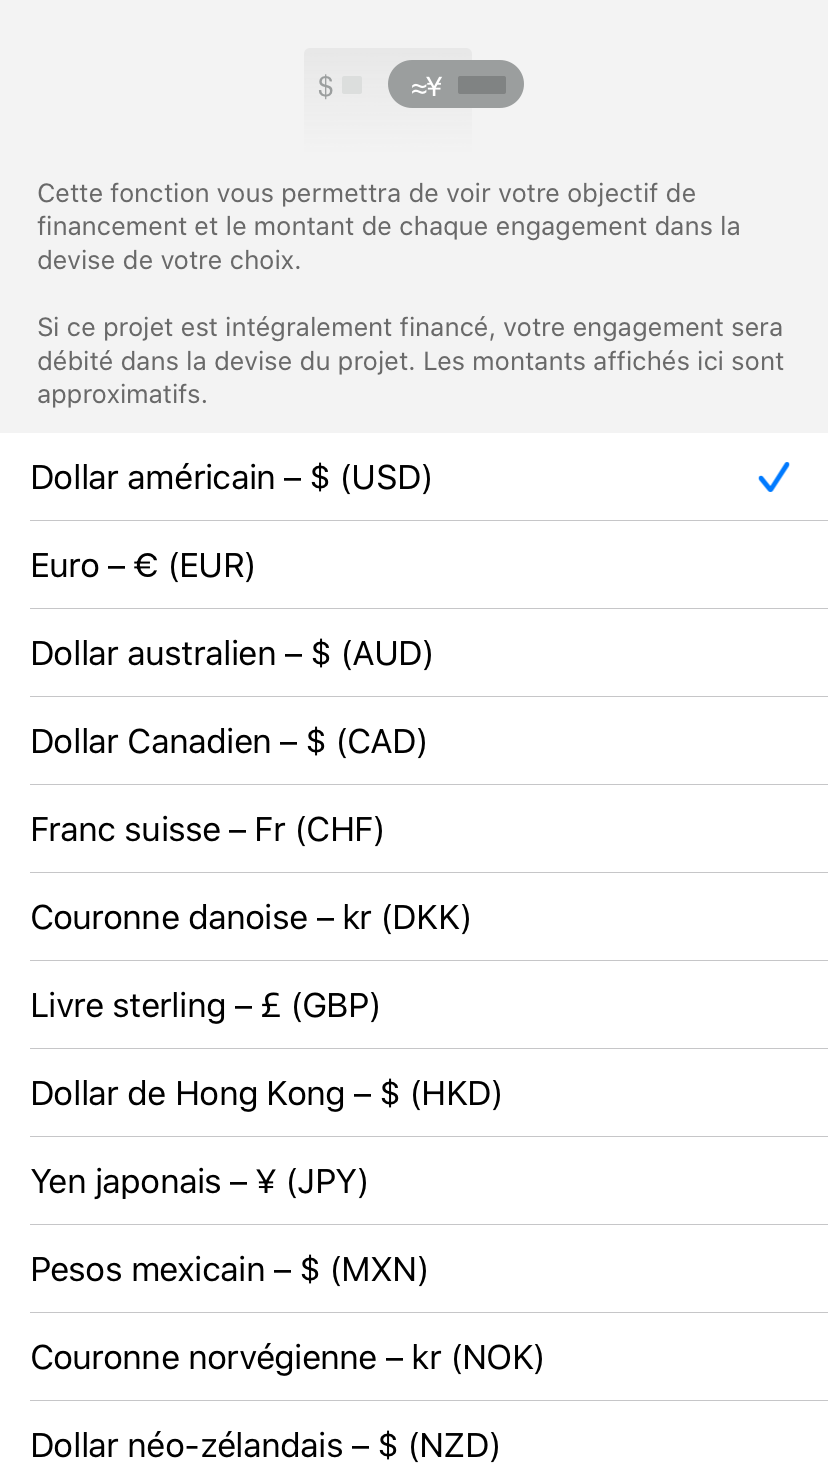 $ ≈¥
Cette fonction vous permettra de voir votre objectif de
financement et le montant de chaque engagement dans la
devise de votre choix.
Si ce projet est intégralement financé, votre engagement sera
débité dans la devise du projet. Les montants affichés ici sont
approximatifs.
Dollar américain – $ (USD)
Euro – € (EUR)
Dollar australien – $ (AUD)
Dollar Canadien – $ (CAD)
Franc suisse – Fr (CHF)
Couronne danoise – kr (DKK)
Livre sterling – £ (GBP)
Dollar de Hong Kong – $ (HKD)
Yen japonais – ¥ (JPY)
Pesos mexicain – $ (MXN)
Couronne norvégienne – kr (NOK)
Dollar néo-zélandais – $ (NZD)